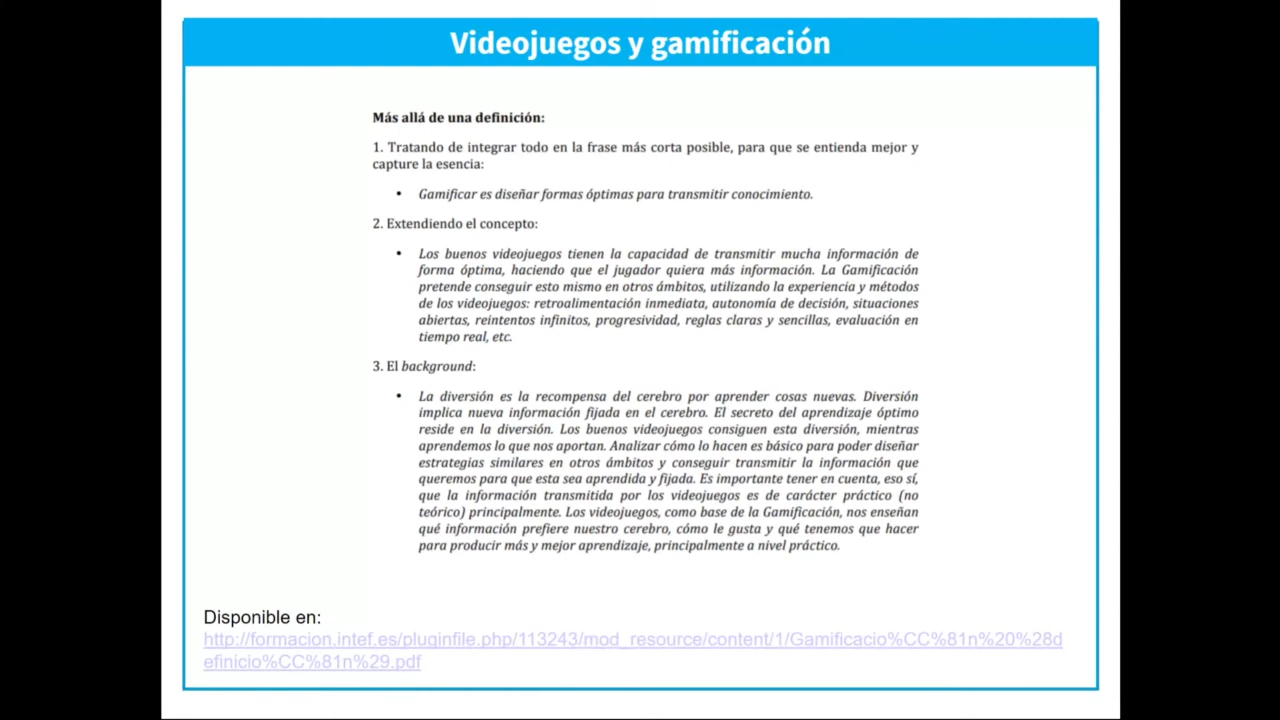 Videojuegos y gamificación
Más allá de una definición:
1. Tratando de integrar todo en la frase más corta posible, para que se entienda mejor y
capture la esencia:
• Gamificar es diseñar formas óptimas para transmitir conocimiento.
2. Extendiendo el concepto:
• Los buenos videojuegos tienen la capacidad de transmitir mucha información de
forma óptima, haciendo que el jugador quiera más información. La Gamificación
pretende conseguir esto mismo en otros ámbitos, utilizando la experiencia y métodos
de los videojuegos: retroalimentación inmediata, autonomía de decisión, situaciones
abiertas, reintentos infinitos, progresividad, reglas claras y sencillas, evaluación en
tiempo real, etc.
3. El background:
• La diversión es la recompensa del cerebro por aprender cosas nuevas. Diversión
implica nueva información fijada en el cerebro. El secreto del aprendizaje óptimo
reside en la diversión. Los buenos videojuegos consiguen esta diversión, mientras
aprendemos lo que nos aportan. Analizar cómo lo hacen es básico para poder diseñar
estrategias similares en otros ámbitos y conseguir transmitir la información que
queremos para que esta sea aprendida y fijada. Es importante tener en cuenta, eso sí,
que la información transmitida por los videojuegos es de carácter práctico (no
teórico) principalmente. Los videojuegos, como base de la Gamificación, nos enseñan
qué información prefiere nuestro cerebro, cómo le gusta y qué tenemos que hacer
para producir más y mejor aprendizaje, principalmente a nivel práctico.
Disponible en:
http://formacion.intef.es/pluginfile.php/113243/mod_resource/content/1/Gamificacio%CC%81n%20%28d
efinicio%CC%81n%29.pdf